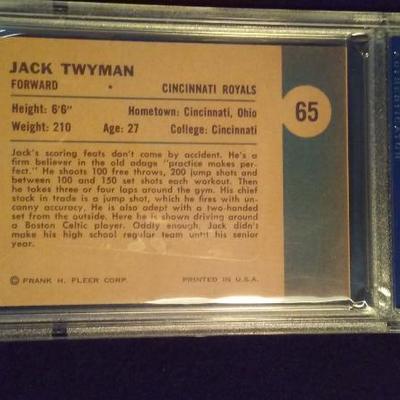 JACK TWYMAN
FORWARD • CINCINNATI ROYALS
65
Height: 6'6" Hometown: Cincinnati, Ohio
Weight: 210 Age: 27 College: Cincinnati
Jack's scoring feats don't come by accident. He's a
firm believer in the old adage "practice makes per-
fect." He shoots 100 free throws, 200 jump shots and
between 100 and 150 set shots each workout. Then
he takes three or four laps around the gym. His chief
stock in trade is a jump shot, which he fires with un-
canny accuracy. He is also adept with a two-handed
set from the outside. Here he is shown driving around
a Boston Celtic player. Oddly enough, Jack didn't
make his high school regular team until his senior
year.
© FRANK H. FLEER CORP. PRINTED IN U.S.A.